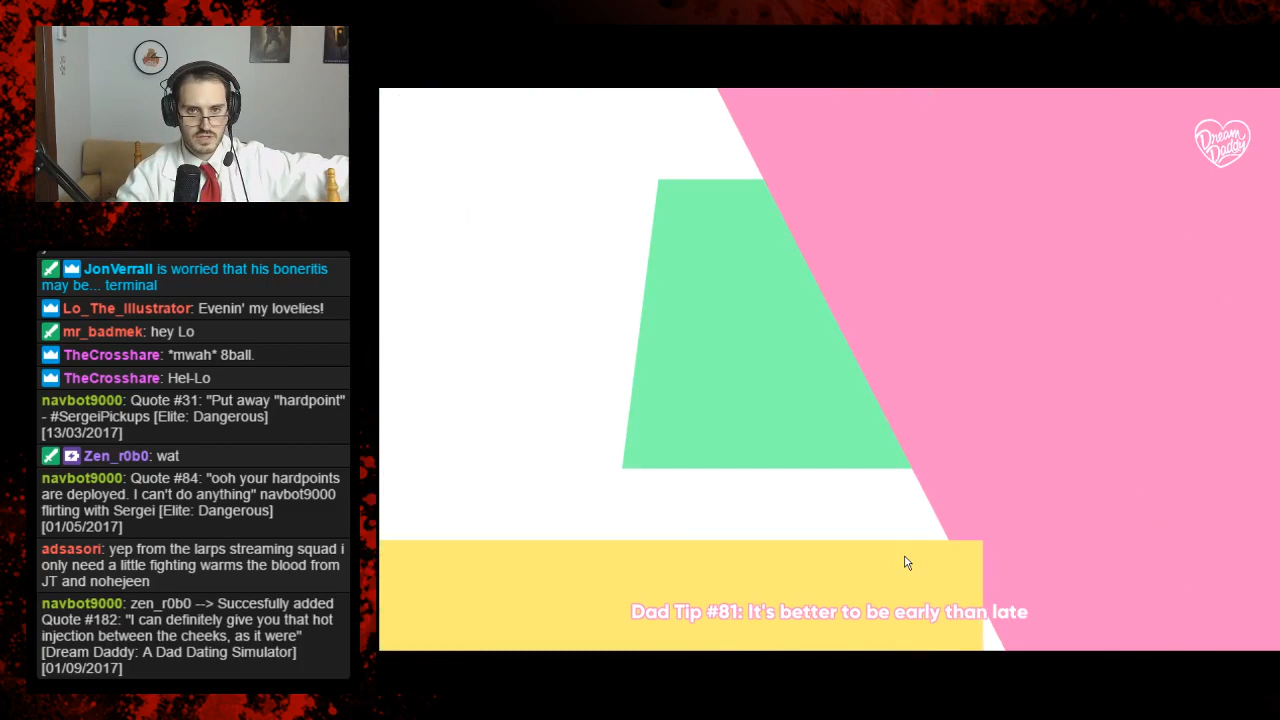 JonVerrall is worried that his boneritis
may be... terminal
Lo_The_Illustrator: Evenin' my lovelies!
mr_badmek: hey Lo
TheCrosshare: *mwah* 8ball.
TheCrosshare: Hel-Lo
navbot9000: Quote #31: "Put away "hardpoint"
- #SergeiPickups [Elite: Dangerous]
[13/03/2017]
Zen_r0b0: wat
navbot9000: Quote #84: "ooh your hardpoints
are deployed. I can't do anything" navbot9000
flirting with Sergei [Elite: Dangerous]
[01/05/2017]
adsasori: yep from the larps streaming squad i
only need a little fighting warms the blood from
JT and nohejeen
navbot9000: zen_r0b0 --> Succesfully added
Quote #182: "I can definitely give you that hot
injection between the cheeks, as it were"
[Dream Daddy: A Dad Dating Simulator]
[01/09/2017]
Dream
Daddy
Dad Tip #81: It's better to be early than late